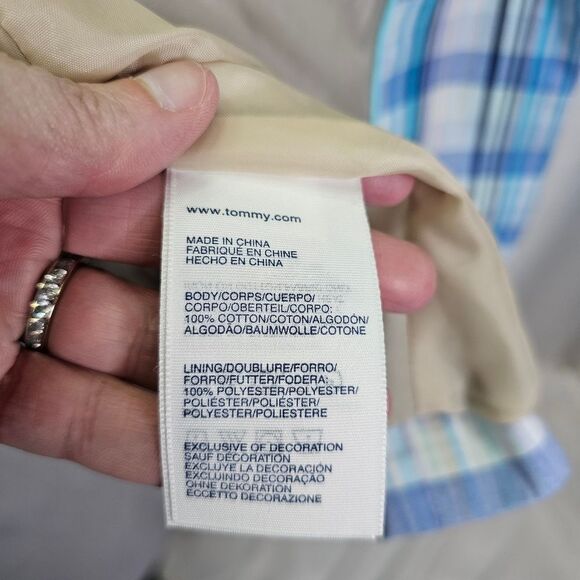 www.tommy.com
MADE IN CHINA
FABRIQUÉ EN CHINE
HECHO EN CHINA
BODY/CORPS/CUERPO/
CORPO/OBERTEIL/CORPO:
100% COTTON/COTON/ALGODÓN/
ALGODÃO/BAUMWOLLE/COTONE
LINING/DOUBLURE/FORRO/
FORRO/FUTTER/FODERA:
100% POLYESTER/POLYESTER/
POLIÉSTER/POLIÉSTER/
POLYESTER/POLIESTERE
EXCLUSIVE OF DECORATION
SAUF DÉCORATION
EXCLUYE LA DECORACIÓN
EXCLUINDO DECORAÇÃO
OHNE DEKORATION
ECCETTO DECORAZIONE